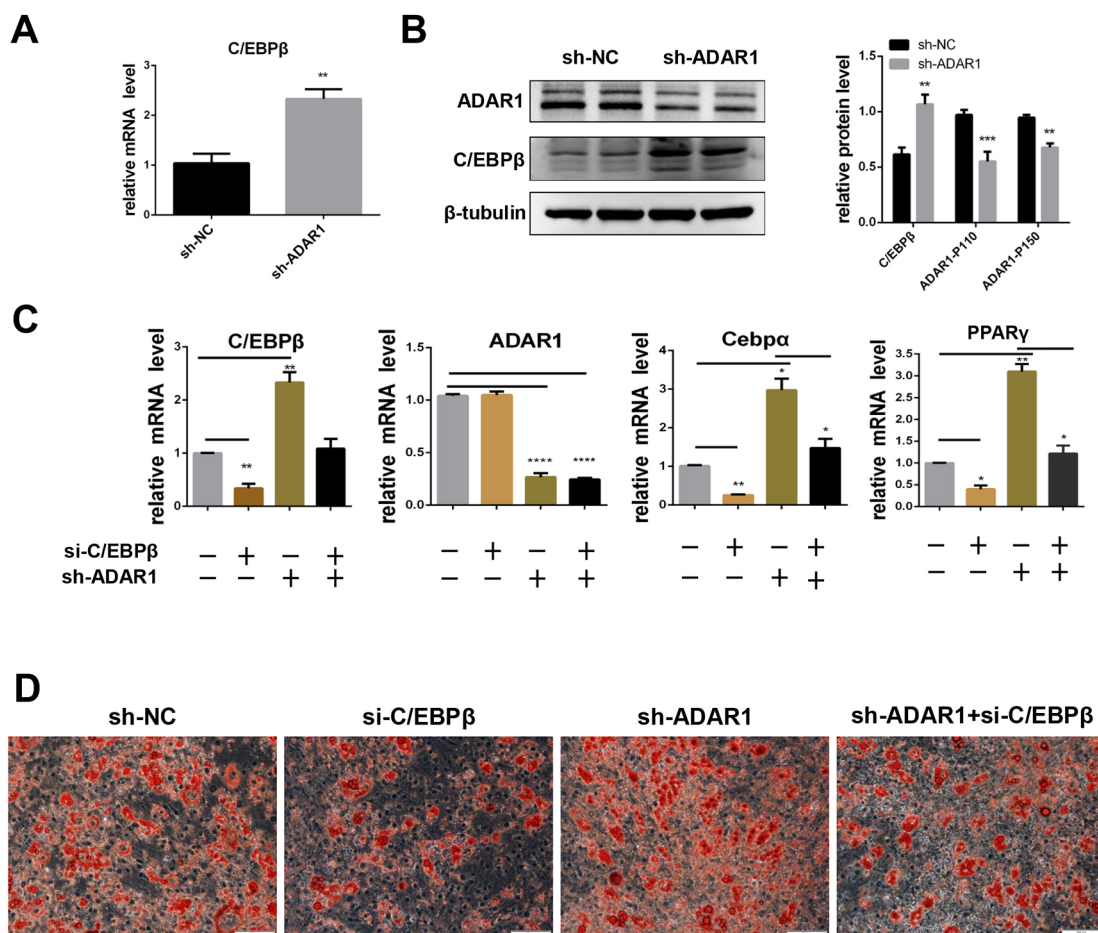 A
C/EBPβ
relative mRNA level
3
2
1
0
**
sh-NC
sh-ADAR1
B
sh-NC sh-ADAR1
ADAR1
C/EBPβ
β-tubulin
sh-NC
sh-ADAR1
relative protein level
1.5
1.0
0.5
0.0
**
***
**
C/EBPβ
ADAR1-P110
ADAR1-P150
C
C/EBPβ
relative mRNA level
3
2
1
0
**
**
ADAR1
relative mRNA level
1.5
1.0
0.5
0.0
**** ****
Cebpα
relative mRNA level
4
3
2
1
0
**
*
*
PPARγ
relative mRNA level
3.5
3.0
2.5
2.0
1.5
1.0
0.5
0.0
*
**
*
si-C/EBPβ − + − + − + − + − + − + − + − +
sh-ADAR1 − − + + − − + + − − + + − − + +
D
sh-NC si-C/EBPβ sh-ADAR1 sh-ADAR1+si-C/EBPβ